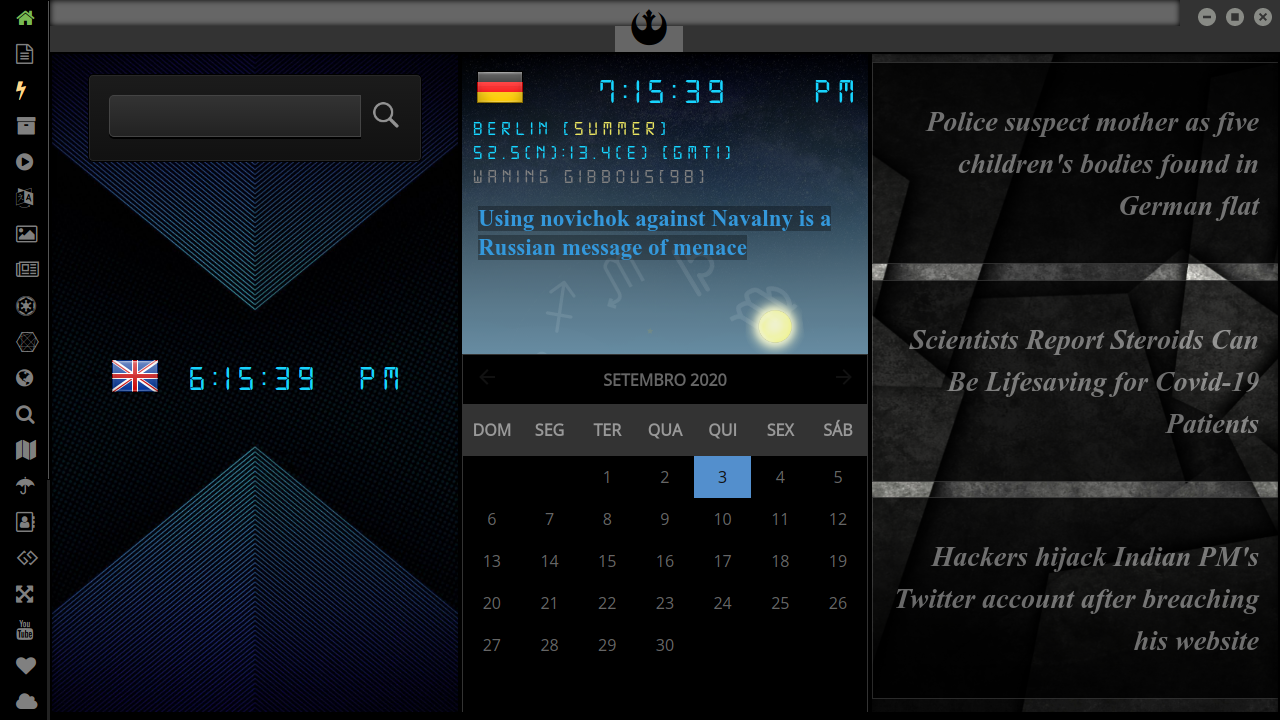 7:15:39 PM
BERLIN (SUMMER)
52.5(N):13.4(E) (GMT1)
WANING GIBBOUS(98)
Using novichok against Navalny is a
Russian message of menace
6:15:39 PM
SETEMBRO 2020
DOM SEG TER QUA QUI SEX SÁB
1 2 3 4 5
6 7 8 9 10 11 12
13 14 15 16 17 18 19
20 21 22 23 24 25 26
27 28 29 30
Police suspect mother as five
children's bodies found in
German flat
Scientists Report Steroids Can
Be Lifesaving for Covid-19
Patients
Hackers hijack Indian PM's
Twitter account after breaching
his website
You
Tube